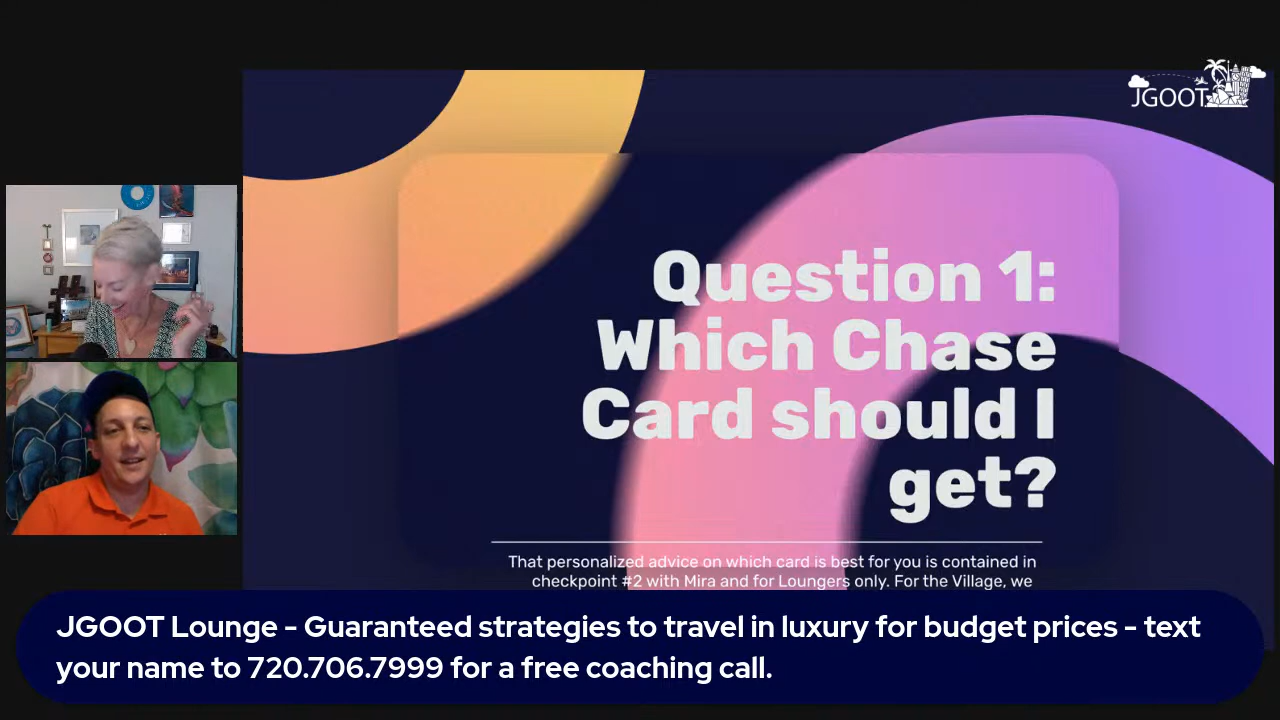 JGOOT
Question 1:
Which Chase
Card should I
get?
That personalized advice on which card is best for you is contained in
checkpoint #2 with Mira and for Loungers only. For the Village, we
JGOOT Lounge - Guaranteed strategies to travel in luxury for budget prices - text
your name to 720.706.7999 for a free coaching call.